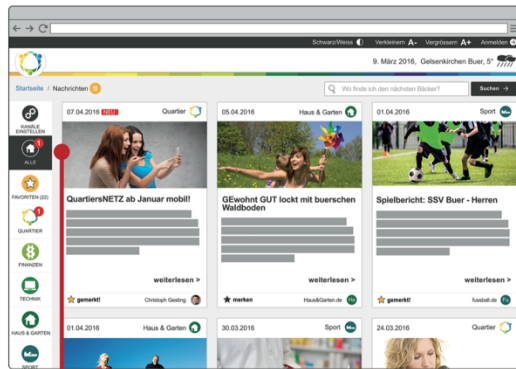 Schwarz/Weiss Verkleinern A- Vergrössern A+ Anmelden
9. März 2016, Gelsenkirchen Buer, 5°
Startseite / Nachrichten
Wo finde ich den nächsten Bäcker? Suchen →
KANÄLE EINSTELLEN
1
ALLE
FAVORITEN (22)
1
QUARTIER
FINANZEN
TECHNIK
HAUS & GARTEN
SPORT
07.04.2016 NEU! Quartier
QuartiersNETZ ab Januar mobil!
weiterlesen >
gemerkt! Christoph Gesting
05.04.2016 Haus & Garten
GEwohnt GUT lockt mit buerschen
Waldboden
weiterlesen >
merken Haus&Garten.de
01.04.2016 Sport
Spielbericht: SSV Buer - Herren
weiterlesen >
gemerkt! fussball.de
01.04.2016 Haus & Garten
30.03.2016 Sport
24.03.2016 Quartier